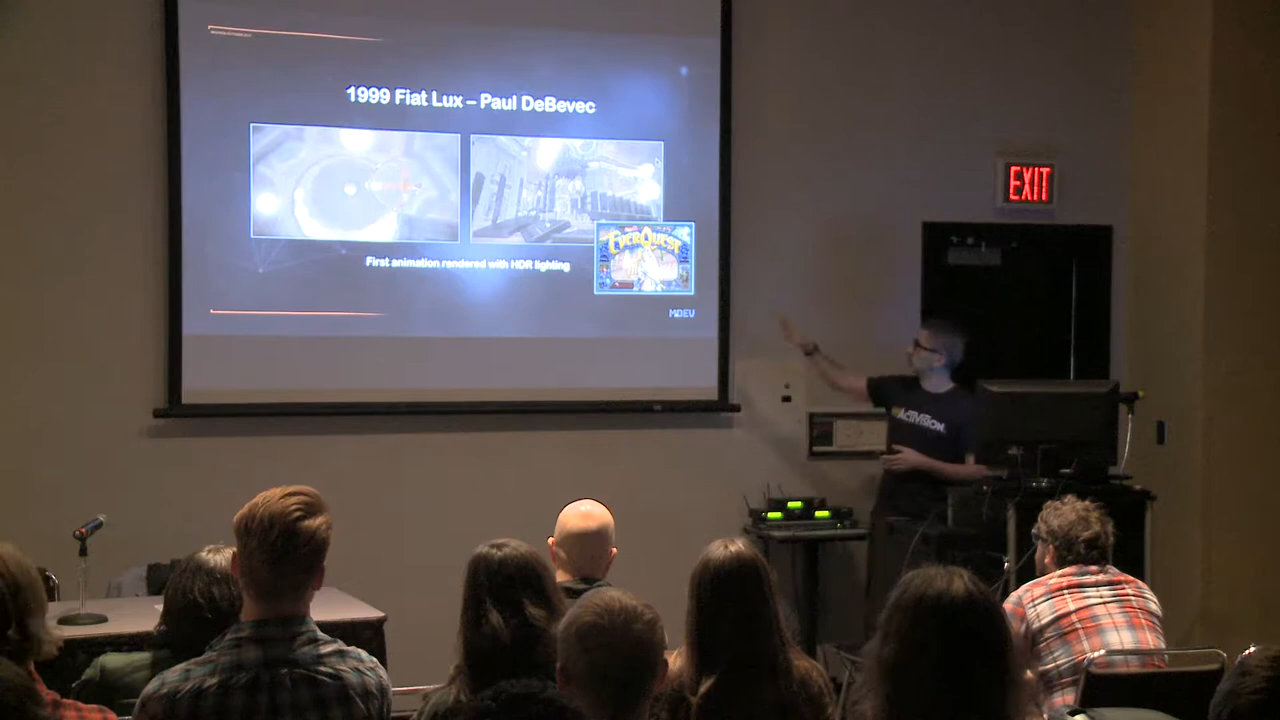 1999 Fiat Lux – Paul DeBevec
EVERQUEST
First animation rendered with HDR lighting
MDEV
EXIT
ACTIVISION